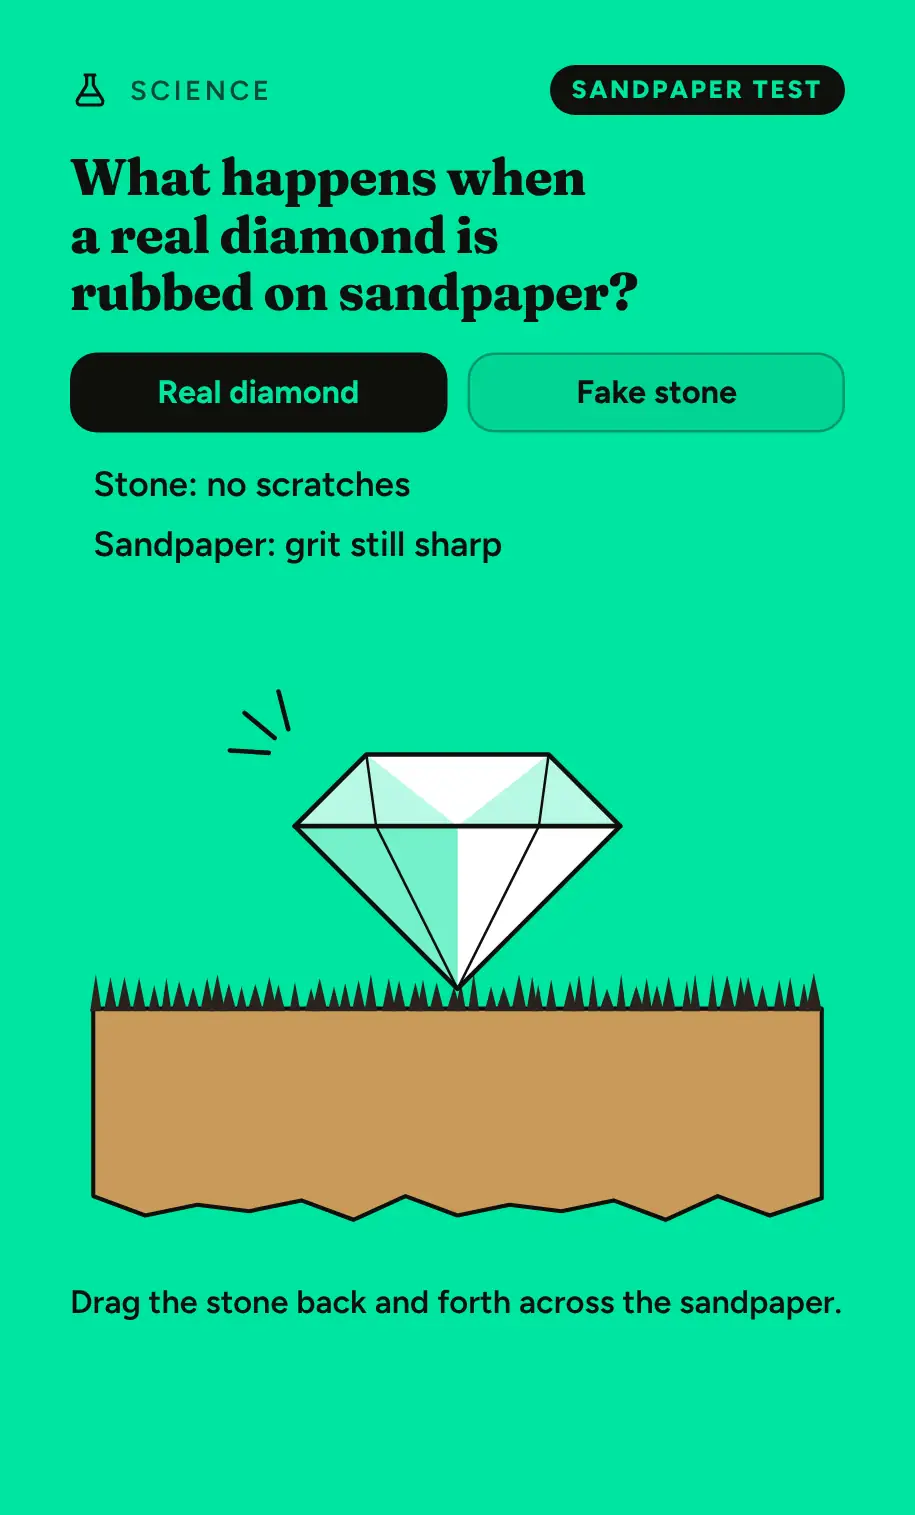 SCIENCE
SANDPAPER TEST
What happens when
a real diamond is
rubbed on sandpaper?
Real diamond
Fake stone
Stone: no scratches
Sandpaper: grit still sharp
Drag the stone back and forth across the sandpaper.